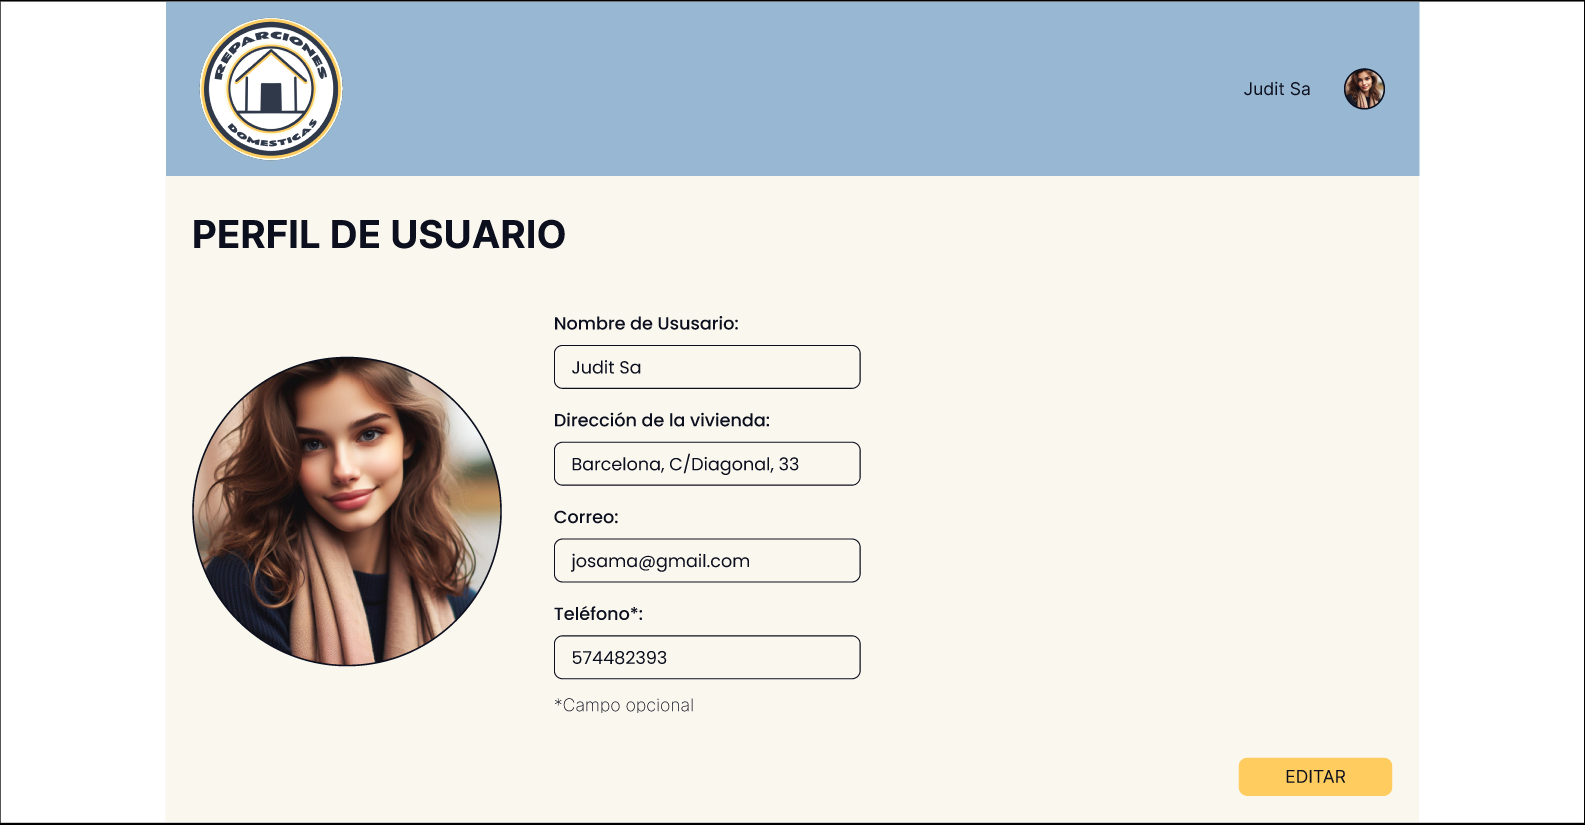 REPARCIONES
DOMESTICAS
Judit Sa
PERFIL DE USUARIO
Nombre de Ususario:
Judit Sa
Dirección de la vivienda:
Barcelona, C/Diagonal, 33
Correo:
josama@gmail.com
Teléfono*:
574482393
*Campo opcional
EDITAR